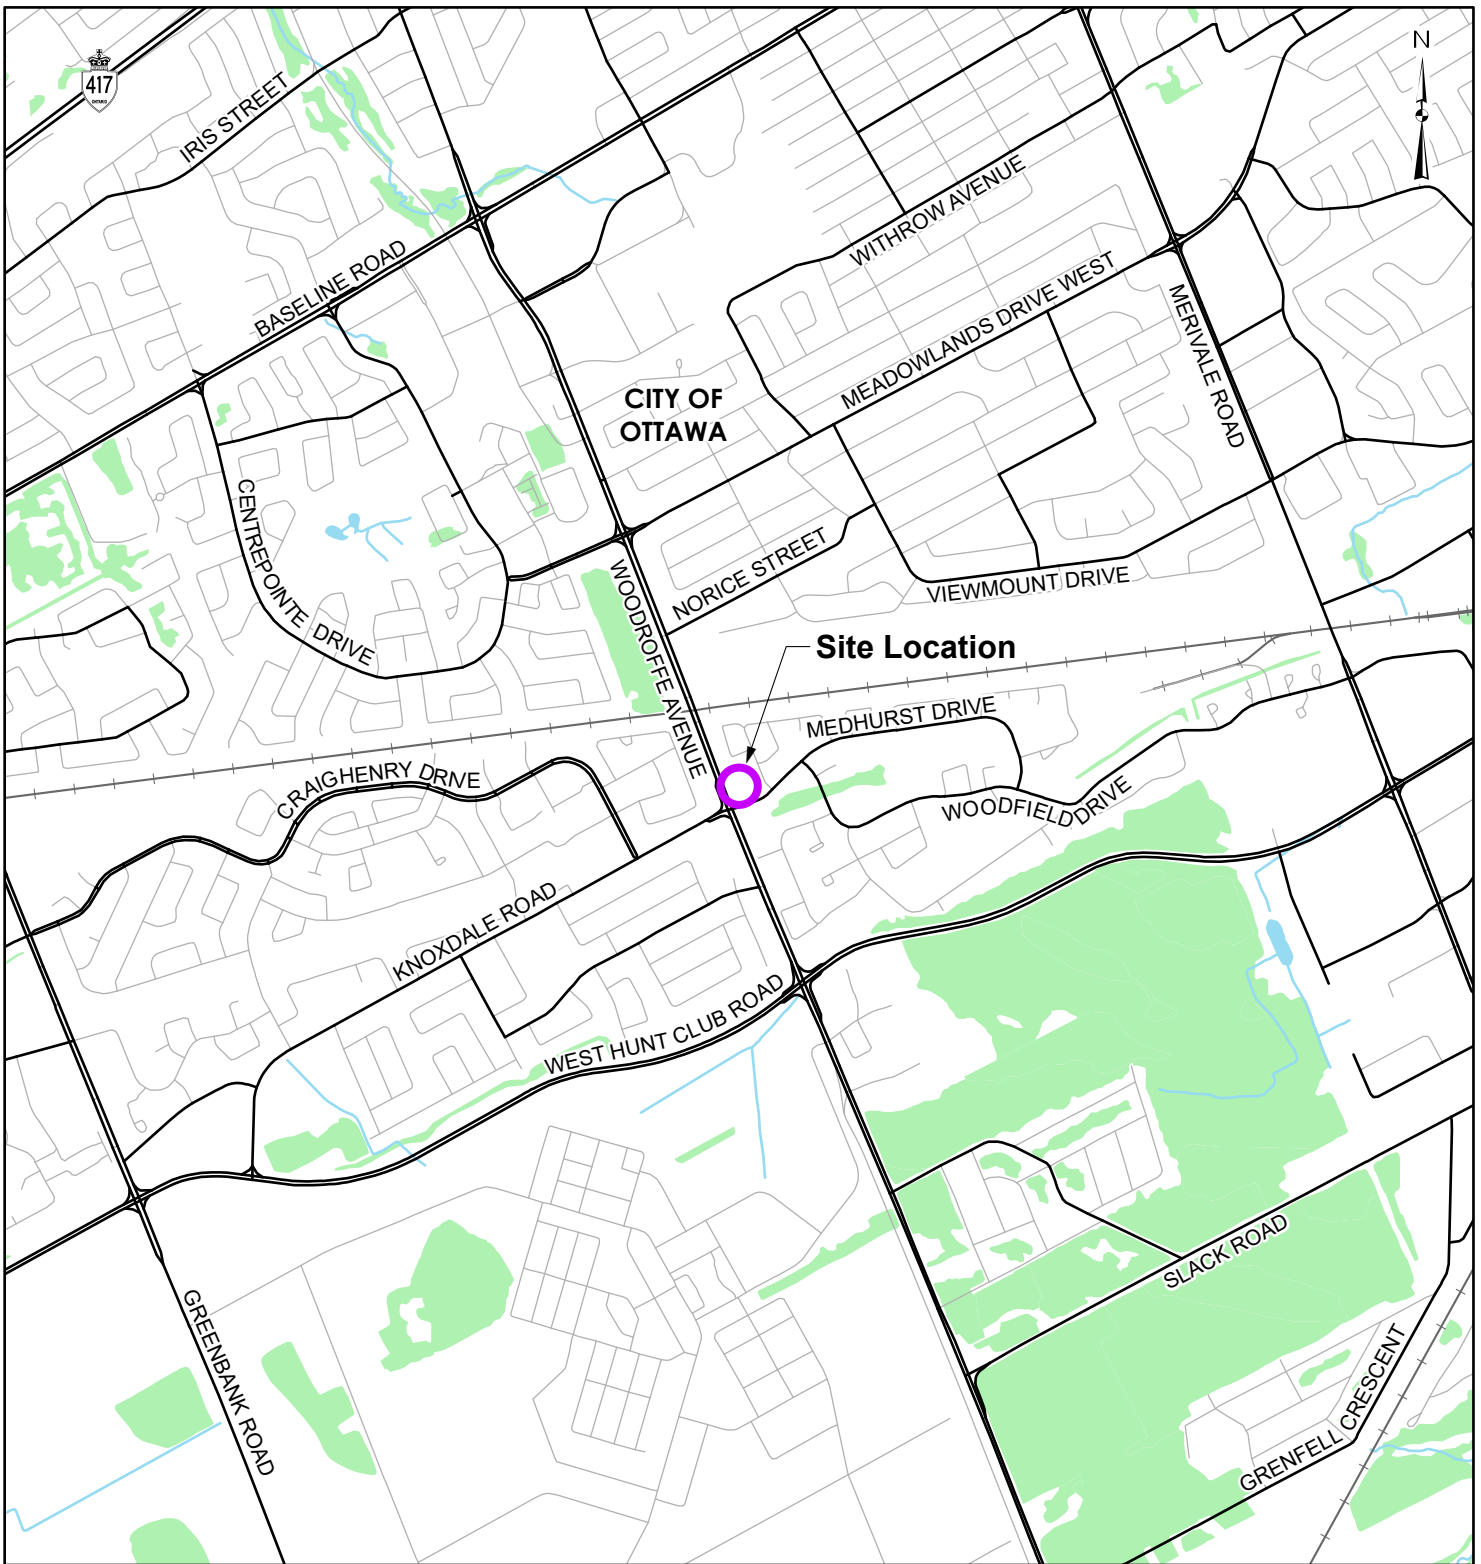 N
417
ONTARIO
IRIS STREET
WITHROW AVENUE
BASELINE ROAD
MEADOWLANDS DRIVE WEST
MERIVALE ROAD
CITY OF
OTTAWA
CENTREPOINTE DRIVE
NORICE STREET
VIEWMOUNT DRIVE
WOODROFFE AVENUE
Site Location
MEDHURST DRIVE
CRAIGHENRY DRIVE
WOODFIELD DRIVE
KNOXDALE ROAD
WEST HUNT CLUB ROAD
SLACK ROAD
GREENBANK ROAD
GRENFELL CRESCENT